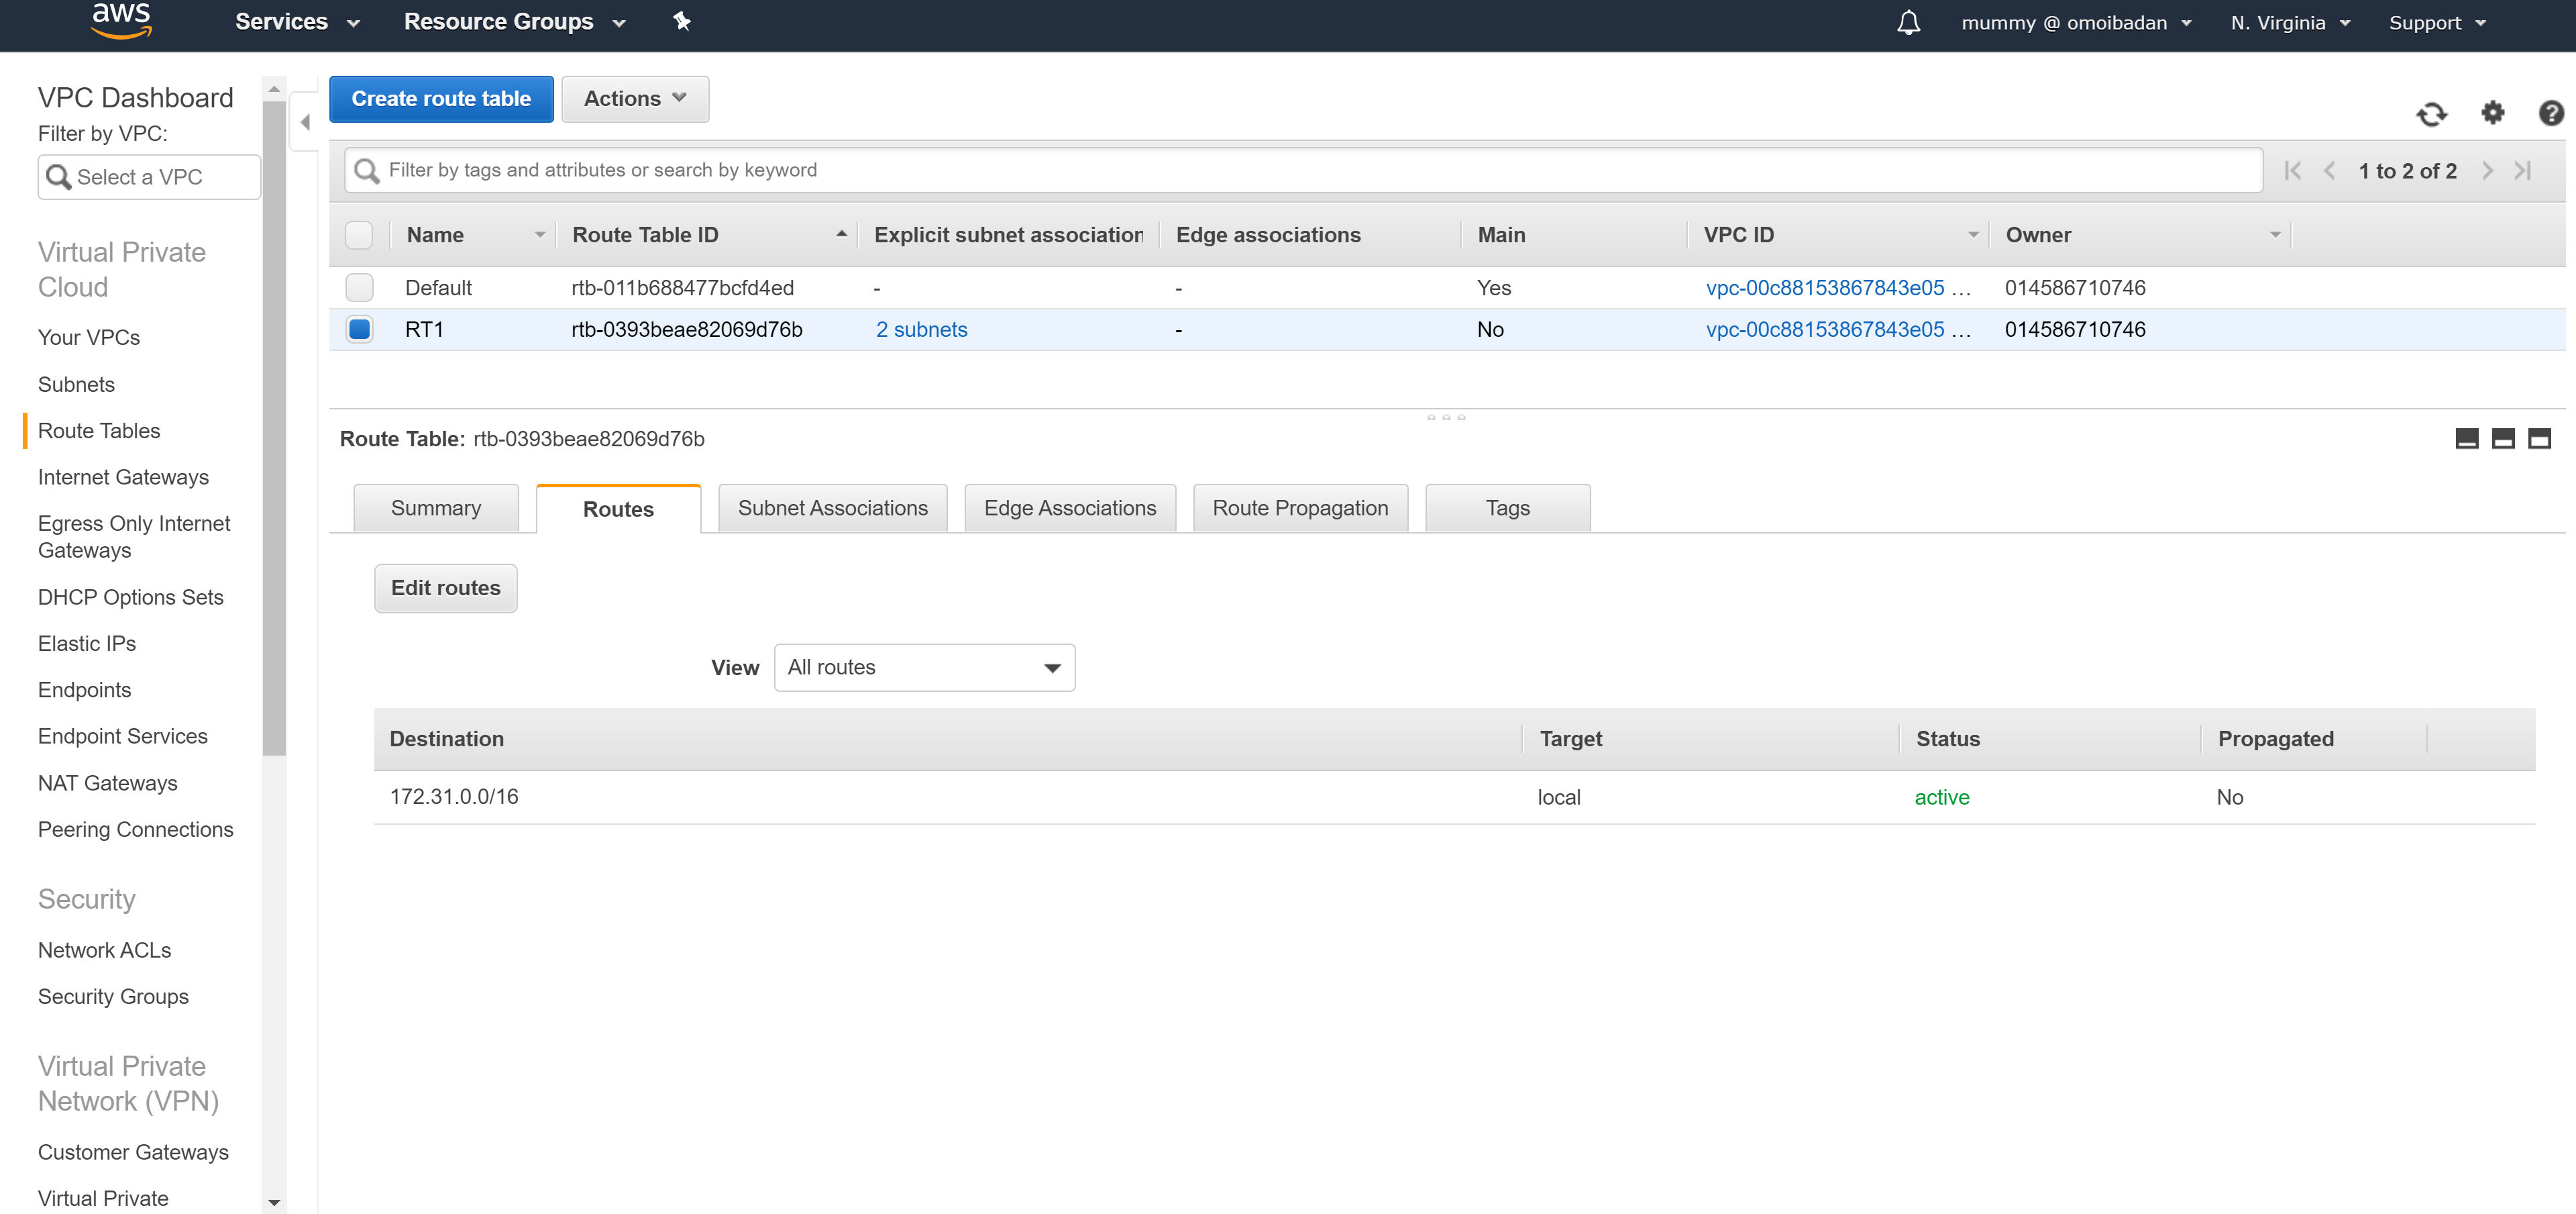 aws
Services
Resource Groups
mummy @ omoibadan
N. Virginia
Support
VPC Dashboard
Filter by VPC:
Select a VPC
Virtual Private
Cloud
Your VPCs
Subnets
Route Tables
Internet Gateways
Egress Only Internet
Gateways
DHCP Options Sets
Elastic IPs
Endpoints
Endpoint Services
NAT Gateways
Peering Connections
Security
Network ACLs
Security Groups
Virtual Private
Network (VPN)
Customer Gateways
Virtual Private
Create route table
Actions
Filter by tags and attributes or search by keyword
1 to 2 of 2
Name Route Table ID Explicit subnet association Edge associations Main VPC ID Owner
Default rtb-011b688477bcfd4ed - - Yes vpc-00c88153867843e05 ... 014586710746
RT1 rtb-0393beae82069d76b 2 subnets - No vpc-00c88153867843e05 ... 014586710746
Route Table: rtb-0393beae82069d76b
Summary Routes Subnet Associations Edge Associations Route Propagation Tags
Edit routes
View All routes
Destination Target Status Propagated
172.31.0.0/16 local active No